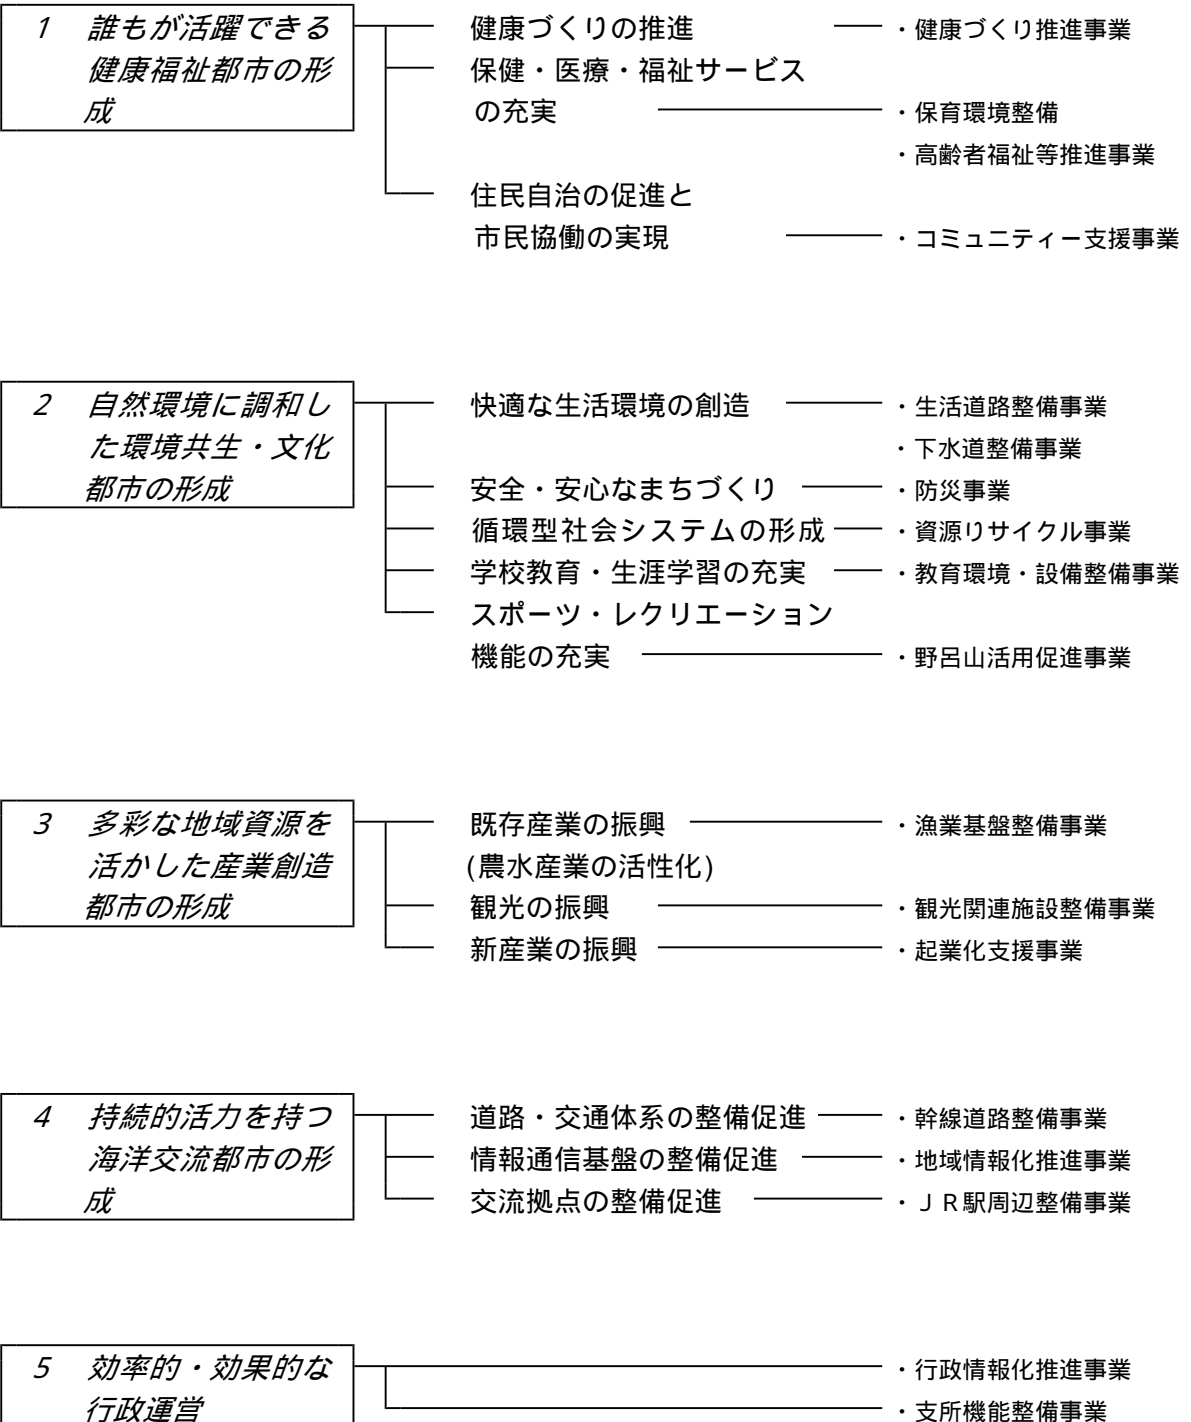 1 誰もが活躍できる 健康づくりの推進 ・健康づくり推進事業
健康福祉都市の形 保健・医療・福祉サービス
成 の充実 ・保育環境整備
・高齢者福祉等推進事業
住民自治の促進と
市民協働の実現 ・コミュニティー支援事業
2 自然環境に調和し 快適な生活環境の創造 ・生活道路整備事業
た環境共生・文化 ・下水道整備事業
都市の形成 安全・安心なまちづくり ・防災事業
循環型社会システムの形成 ・資源リサイクル事業
学校教育・生涯学習の充実 ・教育環境・設備整備事業
スポーツ・レクリエーション
機能の充実 ・野呂山活用促進事業
3 多彩な地域資源を 既存産業の振興 ・漁業基盤整備事業
活かした産業創造 (農水産業の活性化)
都市の形成 観光の振興 ・観光関連施設整備事業
新産業の振興 ・起業化支援事業
4 持続的活力を持つ 道路・交通体系の整備促進 ・幹線道路整備事業
海洋交流都市の形 情報通信基盤の整備促進 ・地域情報化推進事業
成 交流拠点の整備促進 ・ＪＲ駅周辺整備事業
5 効率的・効果的な ・行政情報化推進事業
行政運営 ・支所機能整備事業